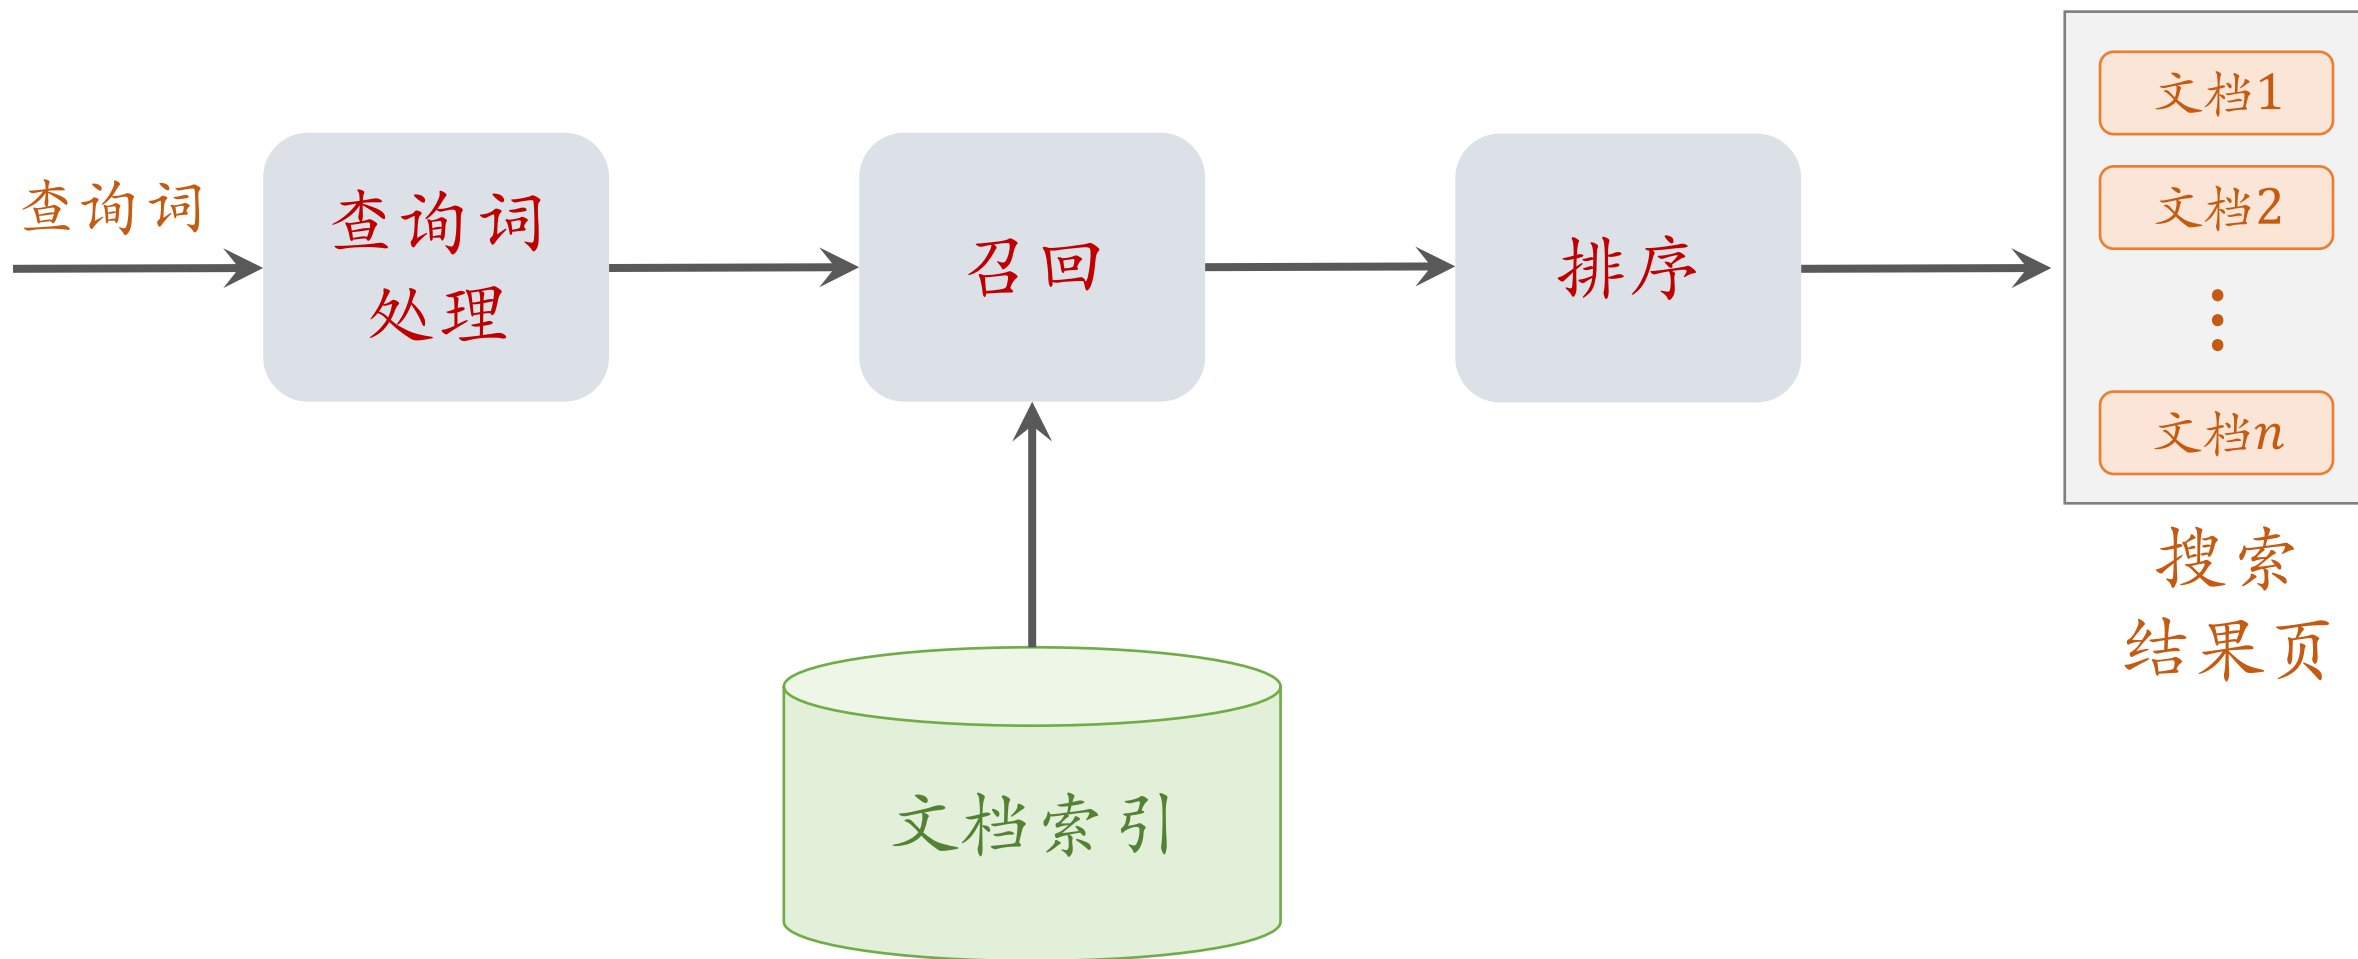 查询词
查询词
处理
召回
排序
文档1
文档2
文档n
搜索
结果页
文档索引